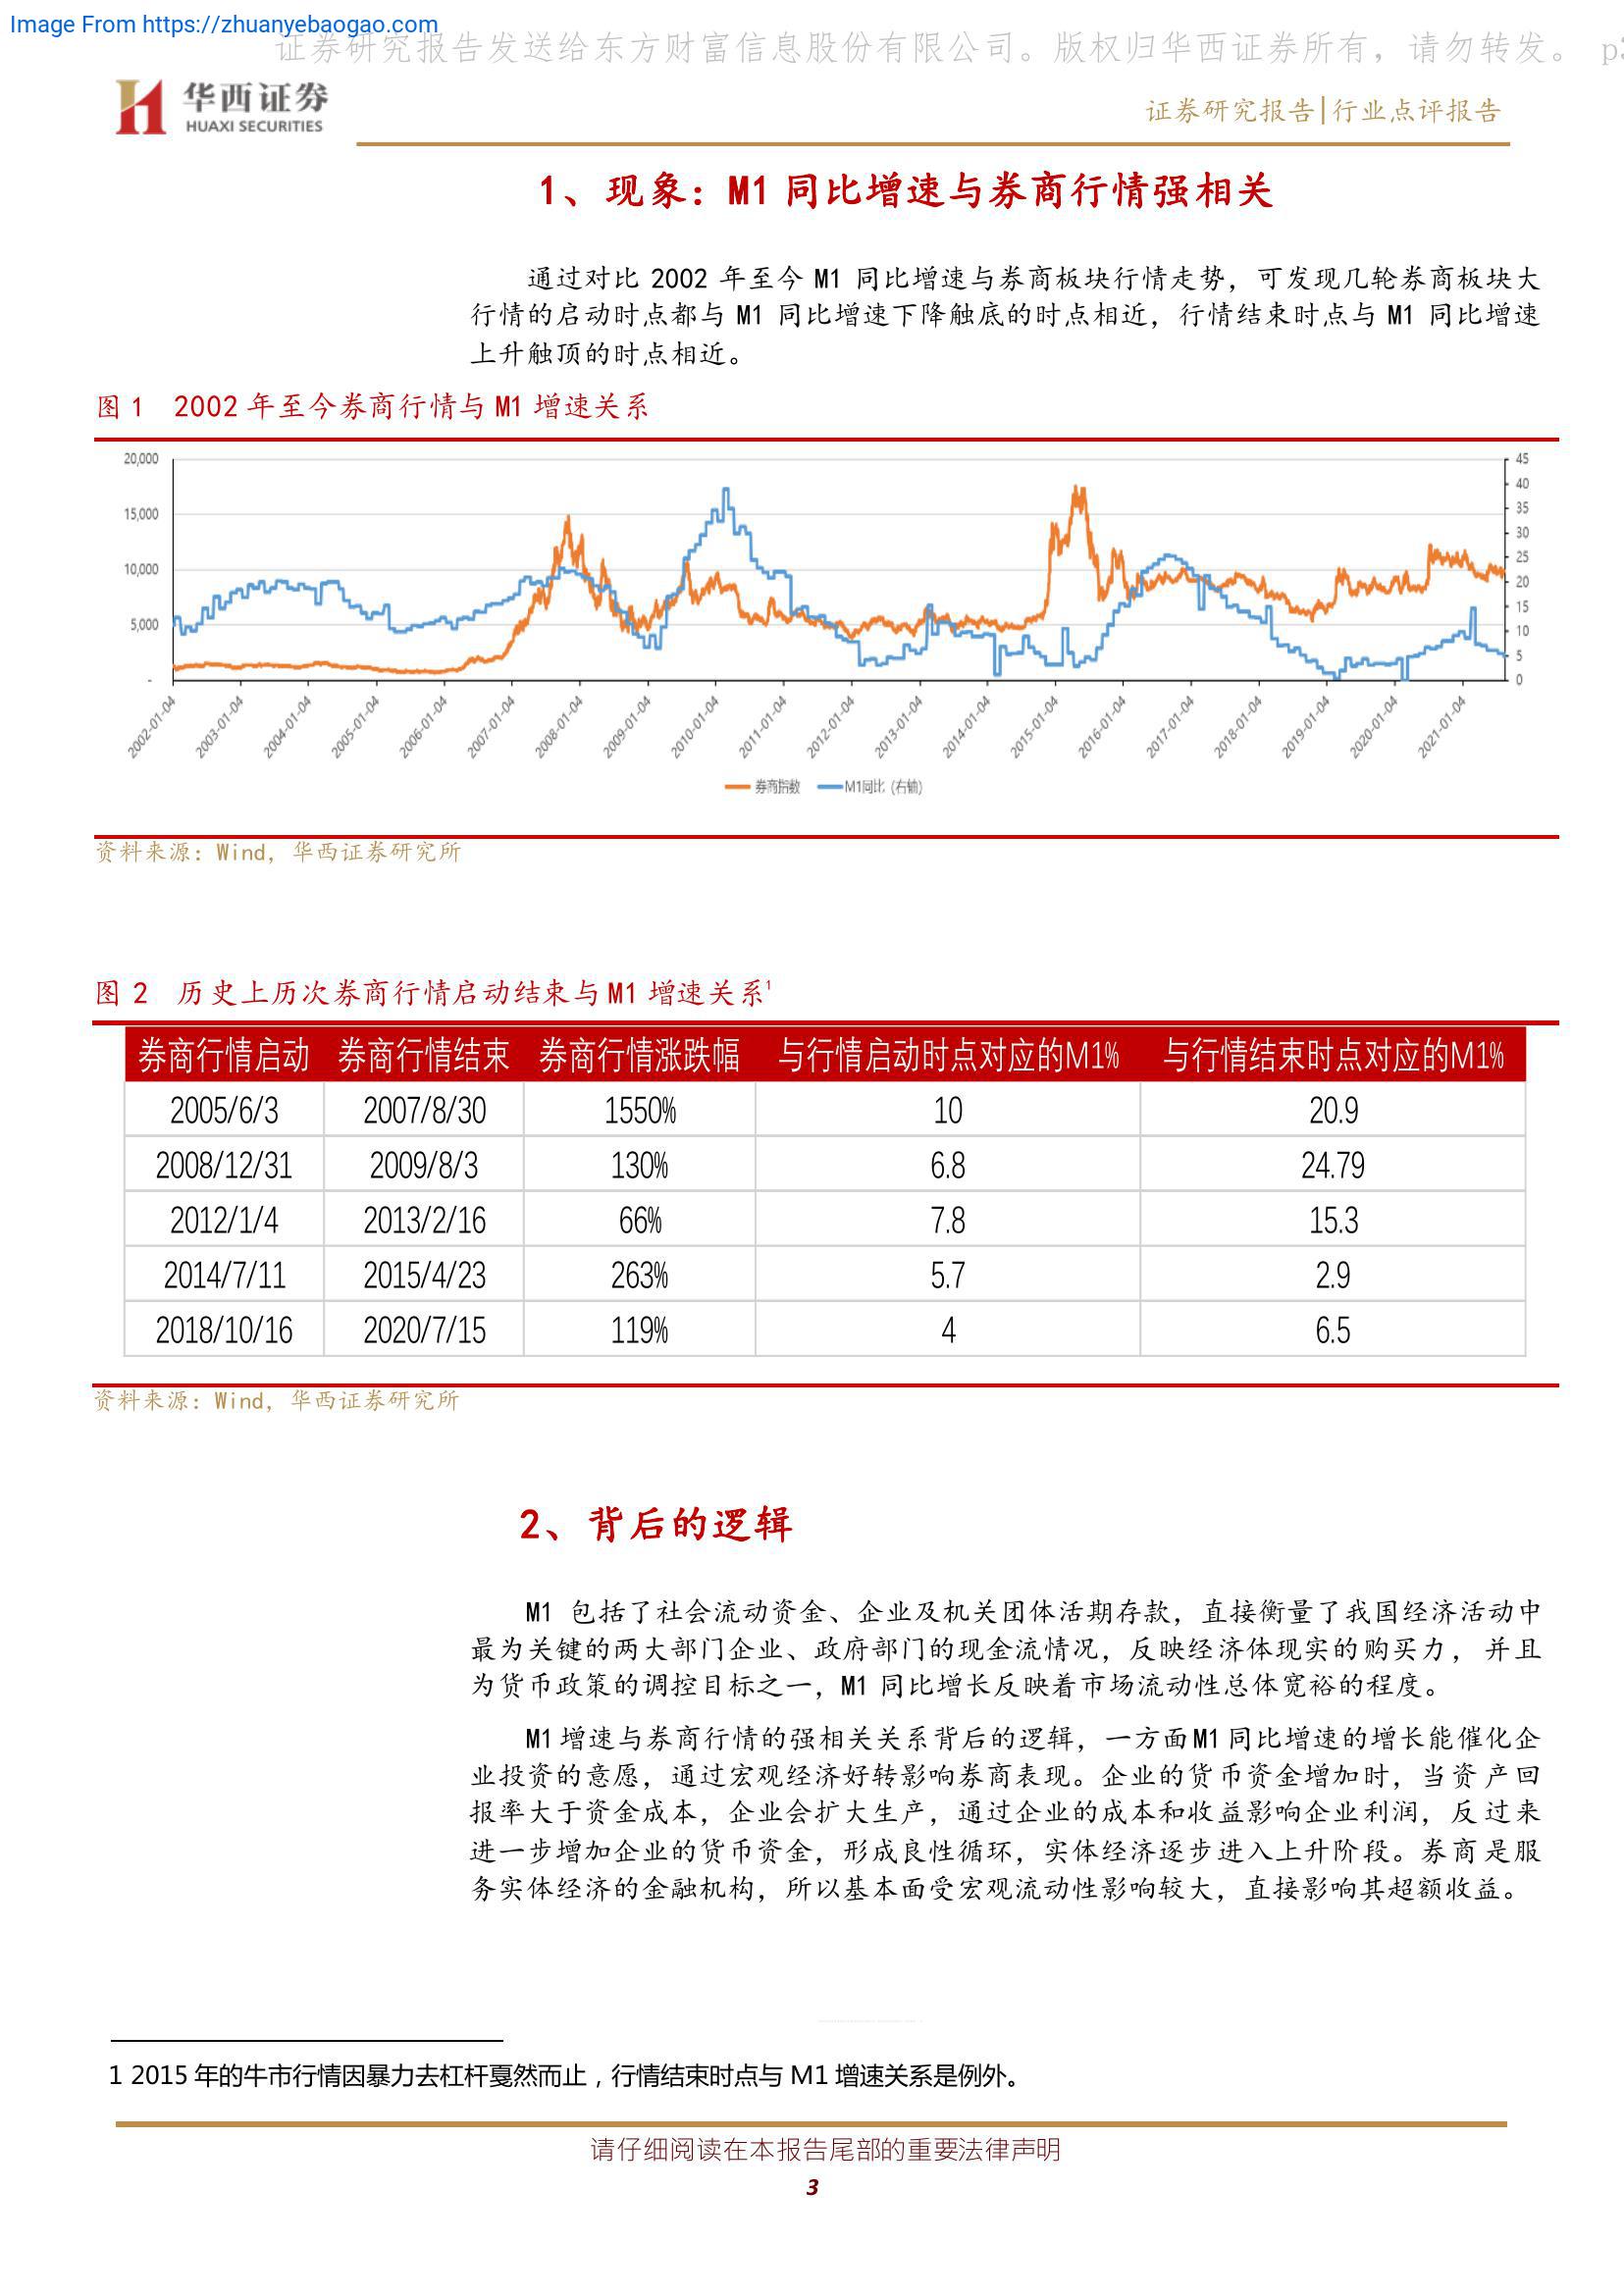 Image From https://zhuanyebaogao.com
证券研究报告发送给东方财富信息股份有限公司。版权归华西证券所有，请勿转发。 p
华西证券
HUAXI SECURITIES
证券研究报告|行业点评报告
1、现象：M1 同比增速与券商行情强相关
通过对比 2002 年至今 M1 同比增速与券商板块行情走势，可发现几轮券商板块大
行情的启动时点都与 M1 同比增速下降触底的时点相近，行情结束时点与 M1 同比增速
上升触顶的时点相近。
图 1 2002 年至今券商行情与 M1 增速关系
20,000 45
40
15,000 35
30
25
10,000 20
15
5,000 10
5
- 0
2002-01-04 2003-01-04 2004-01-04 2005-01-04 2006-01-04 2007-01-04 2008-01-04 2009-01-04 2010-01-04 2011-01-04 2012-01-04 2013-01-04 2014-01-04 2015-01-04 2016-01-04 2017-01-04 2018-01-04 2019-01-04 2020-01-04 2021-01-04
券商指数 M1同比 (右轴)
资料来源：Wind，华西证券研究所
图 2 历史上历次券商行情启动结束与 M1 增速关系1
券商行情启动 券商行情结束 券商行情涨跌幅 与行情启动时点对应的M1% 与行情结束时点对应的M1%
2005/6/3 2007/8/30 1550% 10 20.9
2008/12/31 2009/8/3 130% 6.8 24.79
2012/1/4 2013/2/16 66% 7.8 15.3
2014/7/11 2015/4/23 263% 5.7 2.9
2018/10/16 2020/7/15 119% 4 6.5
资料来源：Wind，华西证券研究所
2、背后的逻辑
M1 包括了社会流动资金、企业及机关团体活期存款，直接衡量了我国经济活动中
最为关键的两大部门企业、政府部门的现金流情况，反映经济体现实的购买力，并且
为货币政策的调控目标之一，M1 同比增长反映着市场流动性总体宽裕的程度。
M1 增速与券商行情的强相关关系背后的逻辑，一方面 M1 同比增速的增长能催化企
业投资的意愿，通过宏观经济好转影响券商表现。企业的货币资金增加时，当资产回
报率大于资金成本，企业会扩大生产，通过企业的成本和收益影响企业利润，反过来
进一步增加企业的货币资金，形成良性循环，实体经济逐步进入上升阶段。券商是服
务实体经济的金融机构，所以基本面受宏观流动性影响较大，直接影响其超额收益。
1 2015 年的牛市行情因暴力去杠杆戛然而止，行情结束时点与 M1 增速关系是例外。
请仔细阅读在本报告尾部的重要法律声明
3